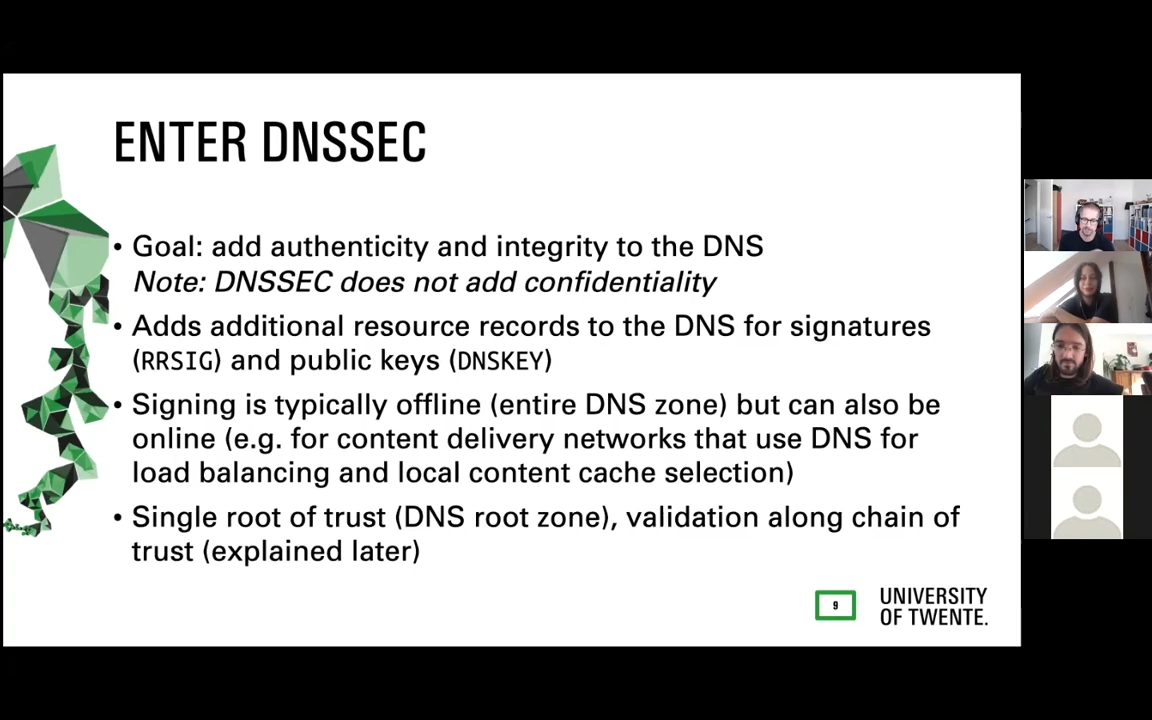 ENTER DNSSEC
• Goal: add authenticity and integrity to the DNS
Note: DNSSEC does not add confidentiality
• Adds additional resource records to the DNS for signatures
(RRSIG) and public keys (DNSKEY)
• Signing is typically offline (entire DNS zone) but can also be
online (e.g. for content delivery networks that use DNS for
load balancing and local content cache selection)
• Single root of trust (DNS root zone), validation along chain of
trust (explained later)
9
UNIVERSITY
OF TWENTE.